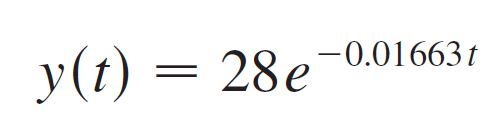 y(t) = 28e^{-0.01663t}